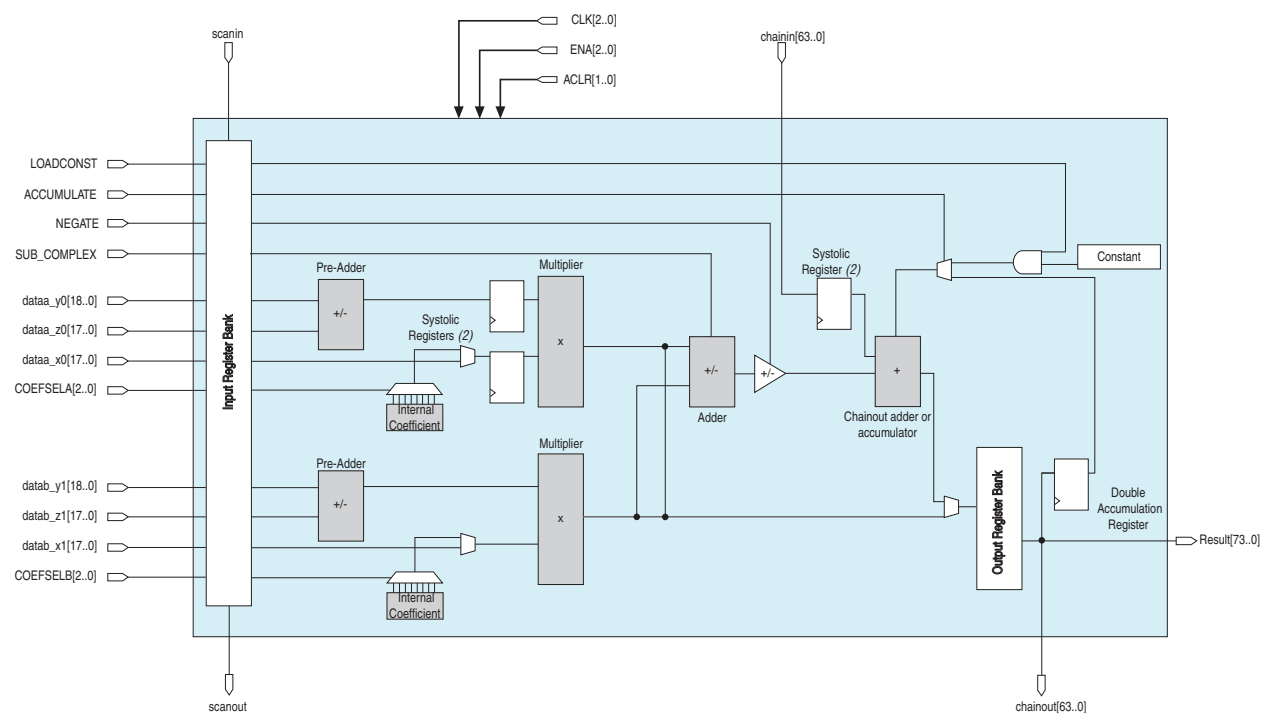 CLK[2..0]
scanin
chainin[63..0]
ENA[2..0]
ACLR[1..0]
LOADCONST
ACCUMULATE
NEGATE
SUB_COMPLEX
Systolic
Register (2)
Constant
Pre-Adder
Multiplier
dataa_y0[18..0]
+/-
dataa_z0[17..0]
Systolic
Registers (2)
x
dataa_x0[17..0]
COEFSELA[2..0]
Input Register Bank
+/-
+/-
+
Internal
Coefficient
Adder
Chainout adder or
accumulator
Multiplier
Pre-Adder
datab_y1[18..0]
+/-
datab_z1[17..0]
x
datab_x1[17..0]
COEFSELB[2..0]
Internal
Coefficient
Output Register Bank
Double
Accumulation
Register
Result[73..0]
scanout
chainout[63..0]